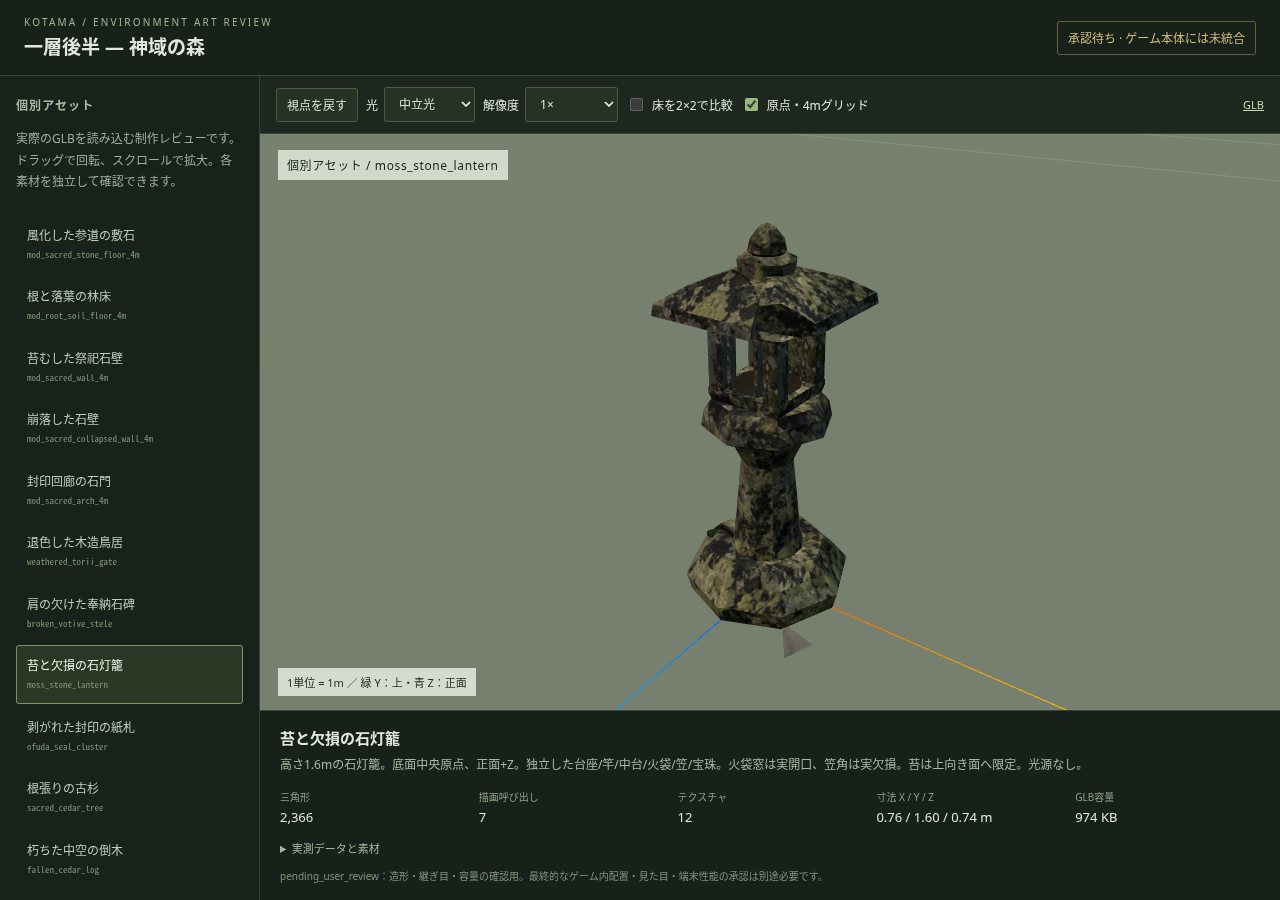 KOTAMA / ENVIRONMENT ART REVIEW
一層後半 — 神域の森
承認待ち · ゲーム本体には未統合
個別アセット
実際のGLBを読み込む制作レビューです。
ドラッグで回転、スクロールで拡大。各
素材を独立して確認できます。
風化した参道の敷石
mod_sacred_stone_floor_4m
根と落葉の林床
mod_root_soil_floor_4m
苔むした祭祀石壁
mod_sacred_wall_4m
崩落した石壁
mod_sacred_collapsed_wall_4m
封印回廊の石門
mod_sacred_arch_4m
退色した木造鳥居
weathered_torii_gate
肩の欠けた奉納石碑
broken_votive_stele
苔と欠損の石灯籠
moss_stone_lantern
剥がれた封印の紙札
ofuda_seal_cluster
根張りの古杉
sacred_cedar_tree
朽ちた中空の倒木
fallen_cedar_log
視点を戻す 光 中立光 解像度 1× 床を2×2で比較 原点・4mグリッド GLB
個別アセット / moss_stone_lantern
1単位 = 1m ／ 緑 Y：上・青 Z：正面
苔と欠損の石灯籠
高さ1.6mの石灯籠。底面中央原点、正面+Z。独立した台座/竿/中台/火袋/笠/宝珠。火袋窓は実開口、笠角は実欠損。苔は上向き面へ限定。光源なし。
三角形 描画呼び出し テクスチャ 寸法 X / Y / Z GLB容量
2,366 7 12 0.76 / 1.60 / 0.74 m 974 KB
▶ 実測データと素材
pending_user_review：造形・継ぎ目・容量の確認用。最終的なゲーム内配置・見た目・端末性能の承認は別途必要です。